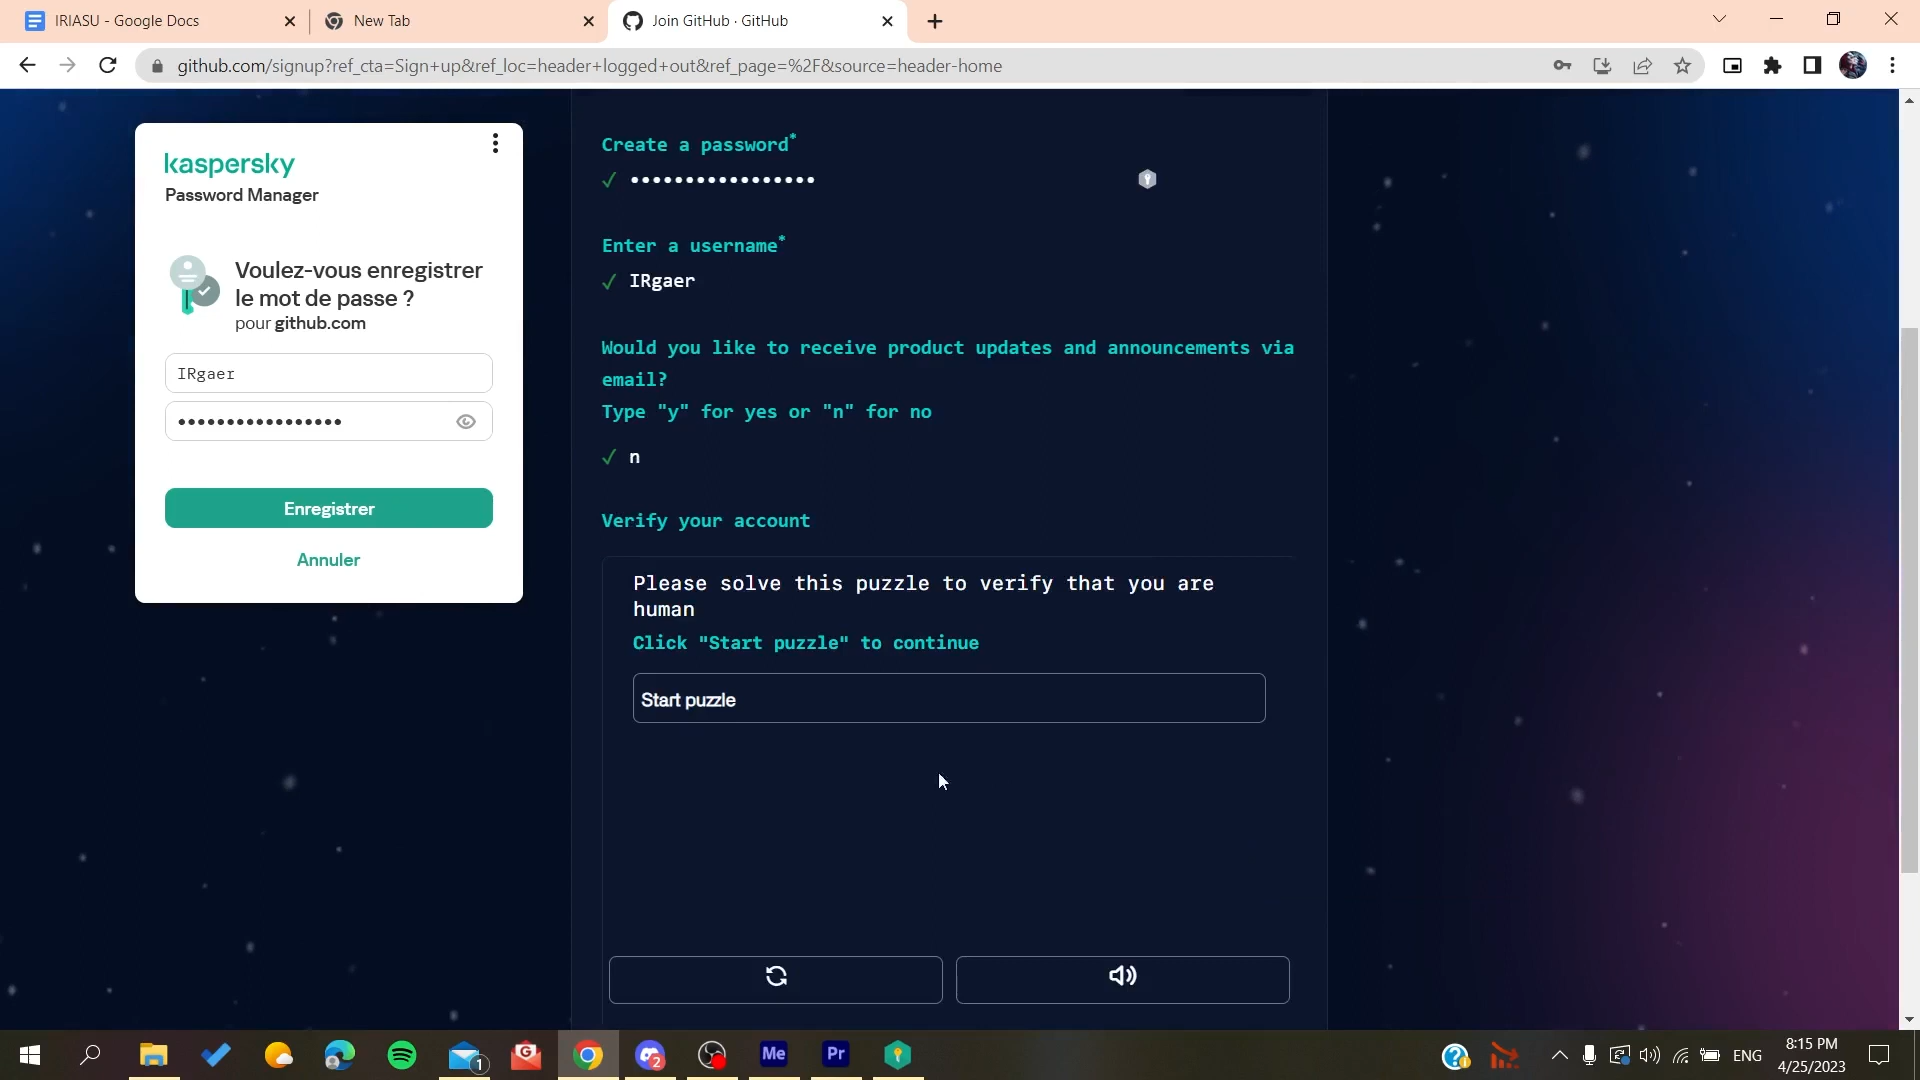 IRIASU - Google Docs
New Tab
Join GitHub · GitHub
github.com/signup?ref_cta=Sign+up&ref_loc=header+logged+out&ref_page=%2F&source=header-home
kaspersky
Password Manager
Voulez-vous enregistrer
le mot de passe ?
pour github.com
IRgaer
•••••••••••••••••
Enregistrer
Annuler
Create a password*
✓ •••••••••••••••••
Enter a username*
✓ IRgaer
Would you like to receive product updates and announcements via
email?
Type "y" for yes or "n" for no
✓ n
Verify your account
Please solve this puzzle to verify that you are
human
Click "Start puzzle" to continue
Start puzzle
1
G
2
Me
Pr
ENG
8:15 PM
4/25/2023